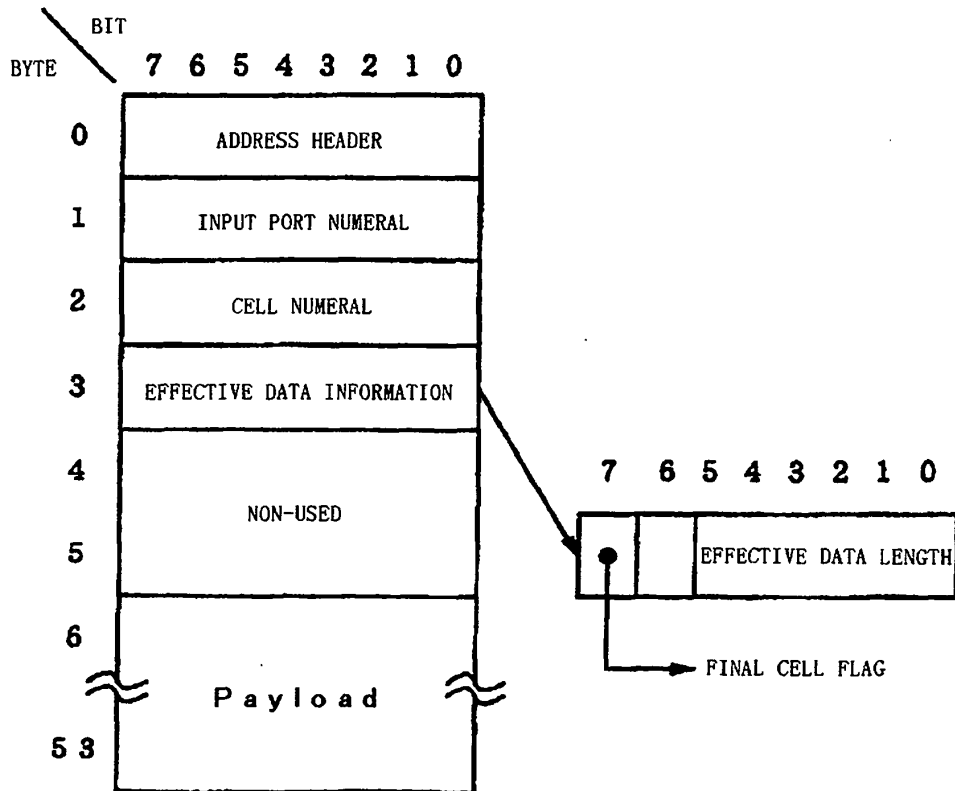 BIT
BYTE
7 6 5 4 3 2 1 0
0 ADDRESS HEADER
1 INPUT PORT NUMERAL
2 CELL NUMERAL
3 EFFECTIVE DATA INFORMATION
4
NON-USED
5
7 6 5 4 3 2 1 0
EFFECTIVE DATA LENGTH
FINAL CELL FLAG
6
Payload
53